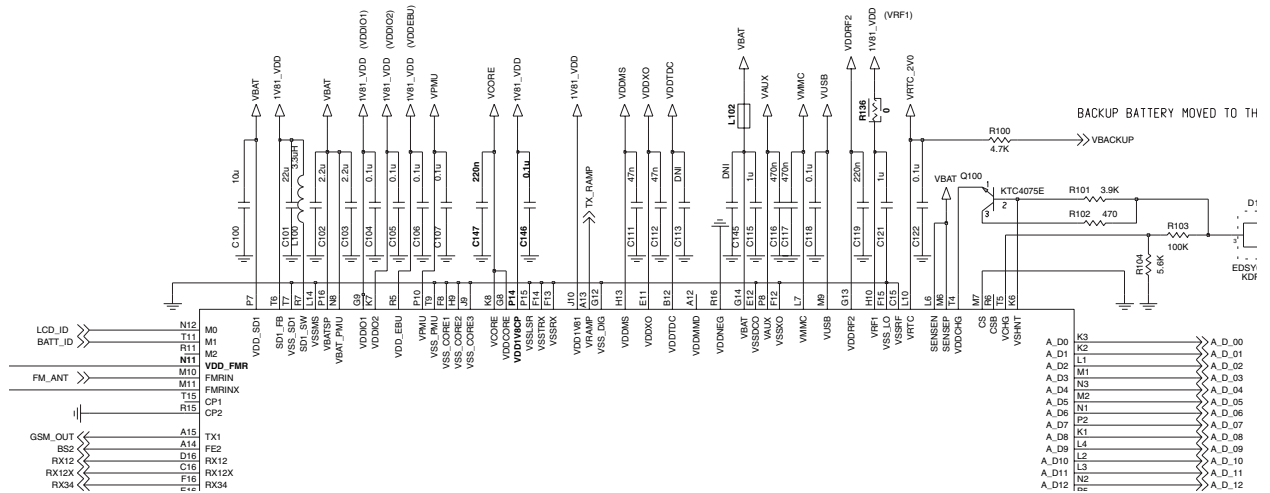 (VDDIO1)
(VDDIO2)
(VDDEBU)
(VRF1)
VBAT
1V81_VDD
VBAT
1V81_VDD
1V81_VDD
1V81_VDD
VPMU
VCORE
1V81_VDD
1V81_VDD
TX_RAMP
VDDMS
VDDXO
VDDTDC
VBAT
VAUX
VMMC
VUSB
VDDRF2
1V81_VDD
VRTC_2V0
L102
R136
0
BACKUP BATTERY MOVED TO TH
R100
4.7K
VBACKUP
VBAT
Q100
KTC4075E
1
2
3
R101 3.9K
R102 470
R103
100K
R104
5.6K
D1
3
EDSY
KDR
10u
22u
3.3uH
2.2u
2.2u
0.1u
0.1u
0.1u
0.1u
220n
0.1u
47n
47n
DNI
DNI
1u
470n
470n
0.1u
220n
1u
0.1u
C100
C101
L100
C102
C103
C104
C105
C106
C107
C147
C146
C111
C112
C113
C145
C115
C116
C117
C118
C119
C121
C122
P7
T6
T7
R7
L14
P16
N8
G9
K7
R5
P10
T9
F8
H9
J9
K8
G8
P14
P15
F14
F13
J10
A13
G12
H13
E11
B12
A12
R16
G14
E12
P8
F12
L7
M9
G13
H10
F15
C15
L10
L6
M6
T4
M7
R6
T5
K6
VDD_SD1
SD1_FB
VSS_SD1
SD1_SW
VSSMS
VBATSP
VBAT_PMU
VDDIO1
VDDIO2
VDD_EBU
VPMU
VSS_PMU
VSS_CORE1
VSS_CORE2
VSS_CORE3
VCORE
VDDCORE
VDD1V8CP
VSSLSR
VSSTRX
VSSRX
VDD1V81
VRAMP
VSS_DIG
VDDMS
VDDXO
VDDTDC
VDDMMD
VDDNEG
VBAT
VSSDCO
VAUX
VSSXO
VMMC
VUSB
VDDRF2
VRF1
VSS_LO
VSSRF
VRTC
SENSEN
SENSEP
VDDCHG
CS
CSB
VCHG
VSHNT
LCD_ID N12 M0
BATT_ID T11 M1
R11 M2
N11 VDD_FMR
FM_ANT M10 FMRIN
M11 FMRINX
T15 CP1
R15 CP2
GSM_OUT A15 TX1
BS2 A14 FE2
RX12 D16 RX12
RX12X C16 RX12X
RX34 F16 RX34
E16
A_D0 K3 A_D_00
A_D1 K2 A_D_01
A_D2 L1 A_D_02
A_D3 M1 A_D_03
A_D4 N3 A_D_04
A_D5 M2 A_D_05
A_D6 N1 A_D_06
A_D7 P2 A_D_07
A_D8 K1 A_D_08
A_D9 L4 A_D_09
A_D10 L2 A_D_10
A_D11 L3 A_D_11
A_D12 N2 A_D_12